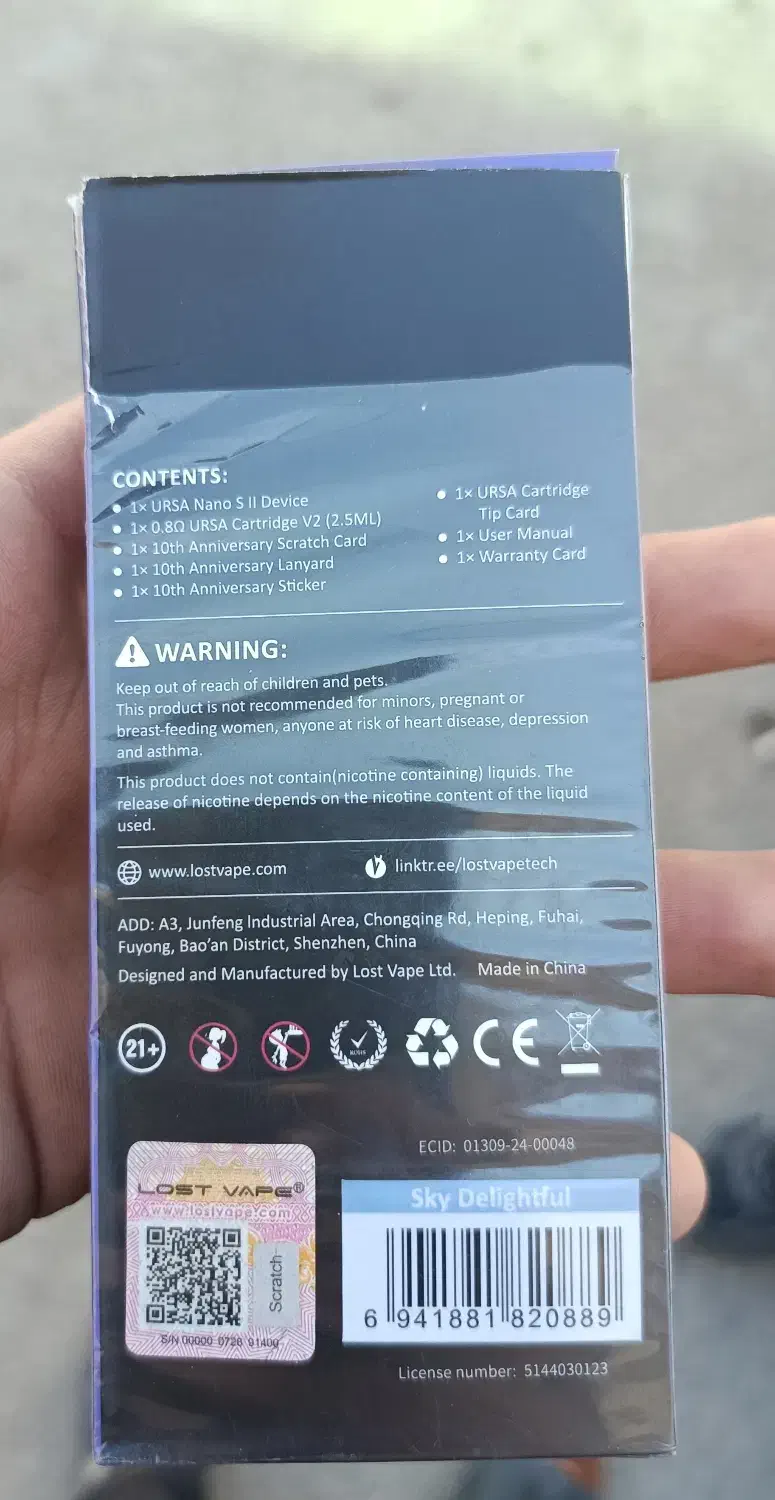 CONTENTS:
1× URSA Nano S II Device
1× 0.8Ω URSA Cartridge V2 (2.5ML)
1× 10th Anniversary Scratch Card
1× 10th Anniversary Lanyard
1× 10th Anniversary Sticker
1× URSA Cartridge
Tip Card
1× User Manual
1× Warranty Card
WARNING:
Keep out of reach of children and pets.
This product is not recommended for minors, pregnant or
breast-feeding women, anyone at risk of heart disease, depression
and asthma.
This product does not contain(nicotine containing) liquids. The
release of nicotine depends on the nicotine content of the liquid
used.
www.lostvape.com
linktr.ee/lostvapetech
ADD: A3, Junfeng Industrial Area, Chongqing Rd, Heping, Fuhai,
Fuyong, Bao'an District, Shenzhen, China
Designed and Manufactured by Lost Vape Ltd. Made in China
21+
CE
ECID: 01309-24-00048
LOST VAPE®
www.lostvape.com
Scratch
S/N 00000 0728 01400
Sky Delightful
6 941881 820889
License number: 5144030123